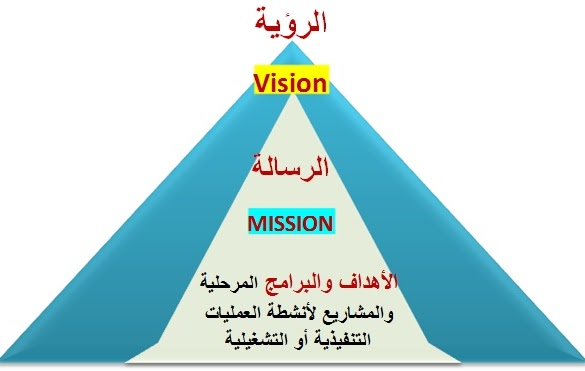 الرؤية
Vision
الرسالة
MISSION
الأهداف والبرامج المرحلية
والمشاريع لأنشطة العمليات
التنفيذية أو التشغيلية